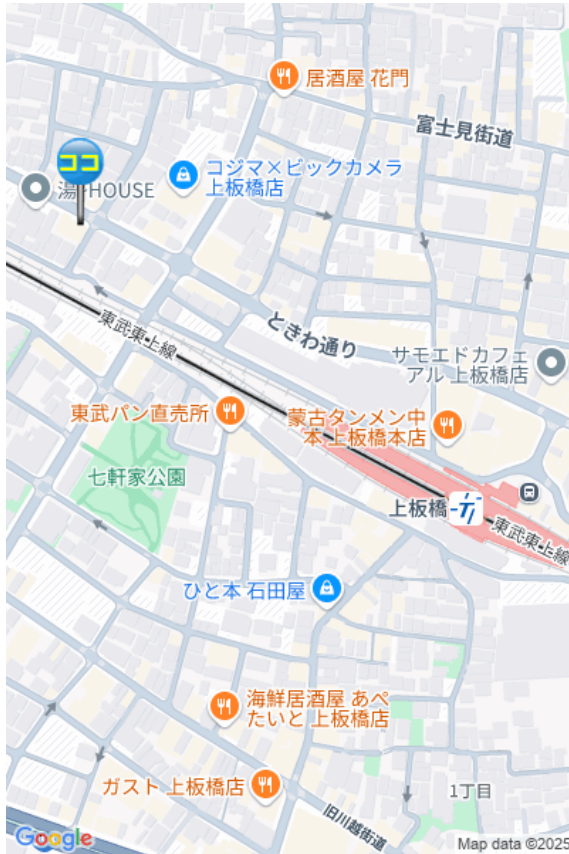 居酒屋 花門
富士見街道
ココ
コジマ×ビックカメラ
上板橋店
HOUSE
ときわ通り
東武東上線
サモエドカフェ
アル 上板橋店
東武パン直売所
蒙古タンメン中
本 上板橋本店
七軒家公園
上板橋
東武東上線
ひと本 石田屋
海鮮居酒屋 あぺ
たいと 上板橋店
ガスト 上板橋店
1丁目
旧川越街道
Google
Map data ©2025